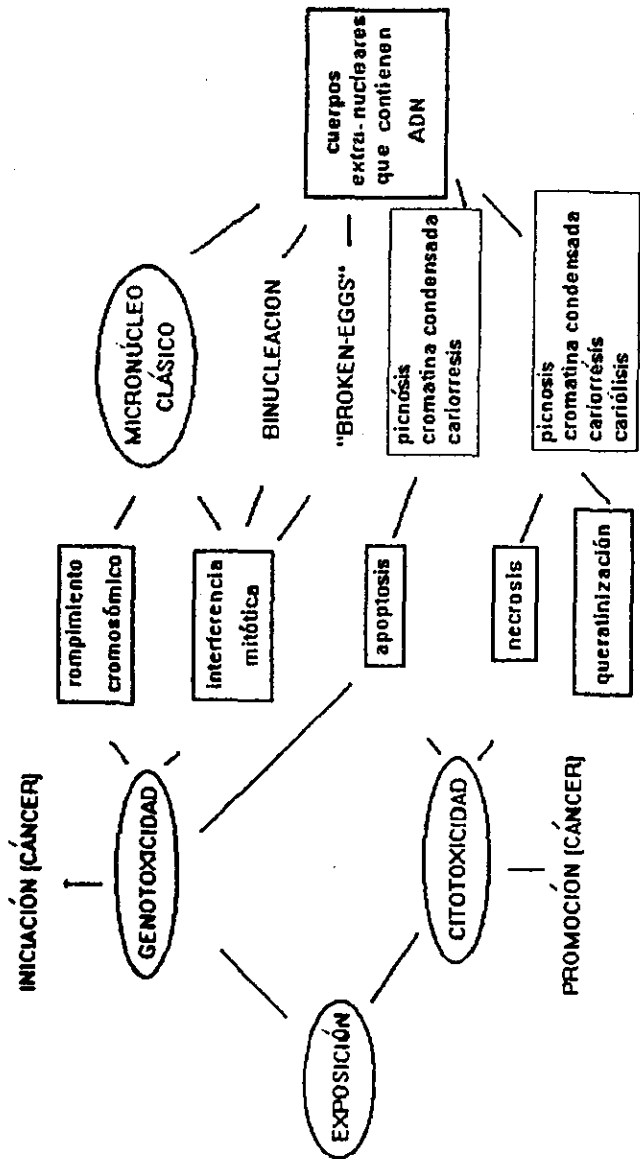 INICIACIÓN (CÁNCER)
GENOTOXICIDAD
EXPOSICIÓN
CITOTOXICIDAD
PROMOCIÓN (CÁNCER)
rompimiento
cromosómico
interferencia
mitótica
apoptosis
necrosis
queratinización
MICRONÚCLEO
CLÁSICO
BINUCLEACION
"BROKEN-EGGS"
picnósis
cromatina condensada
cariorresis
picnosis
cromatina condensada
cariorrésis
cariólisis
cuerpos
extra-nucleares
que contienen
ADN